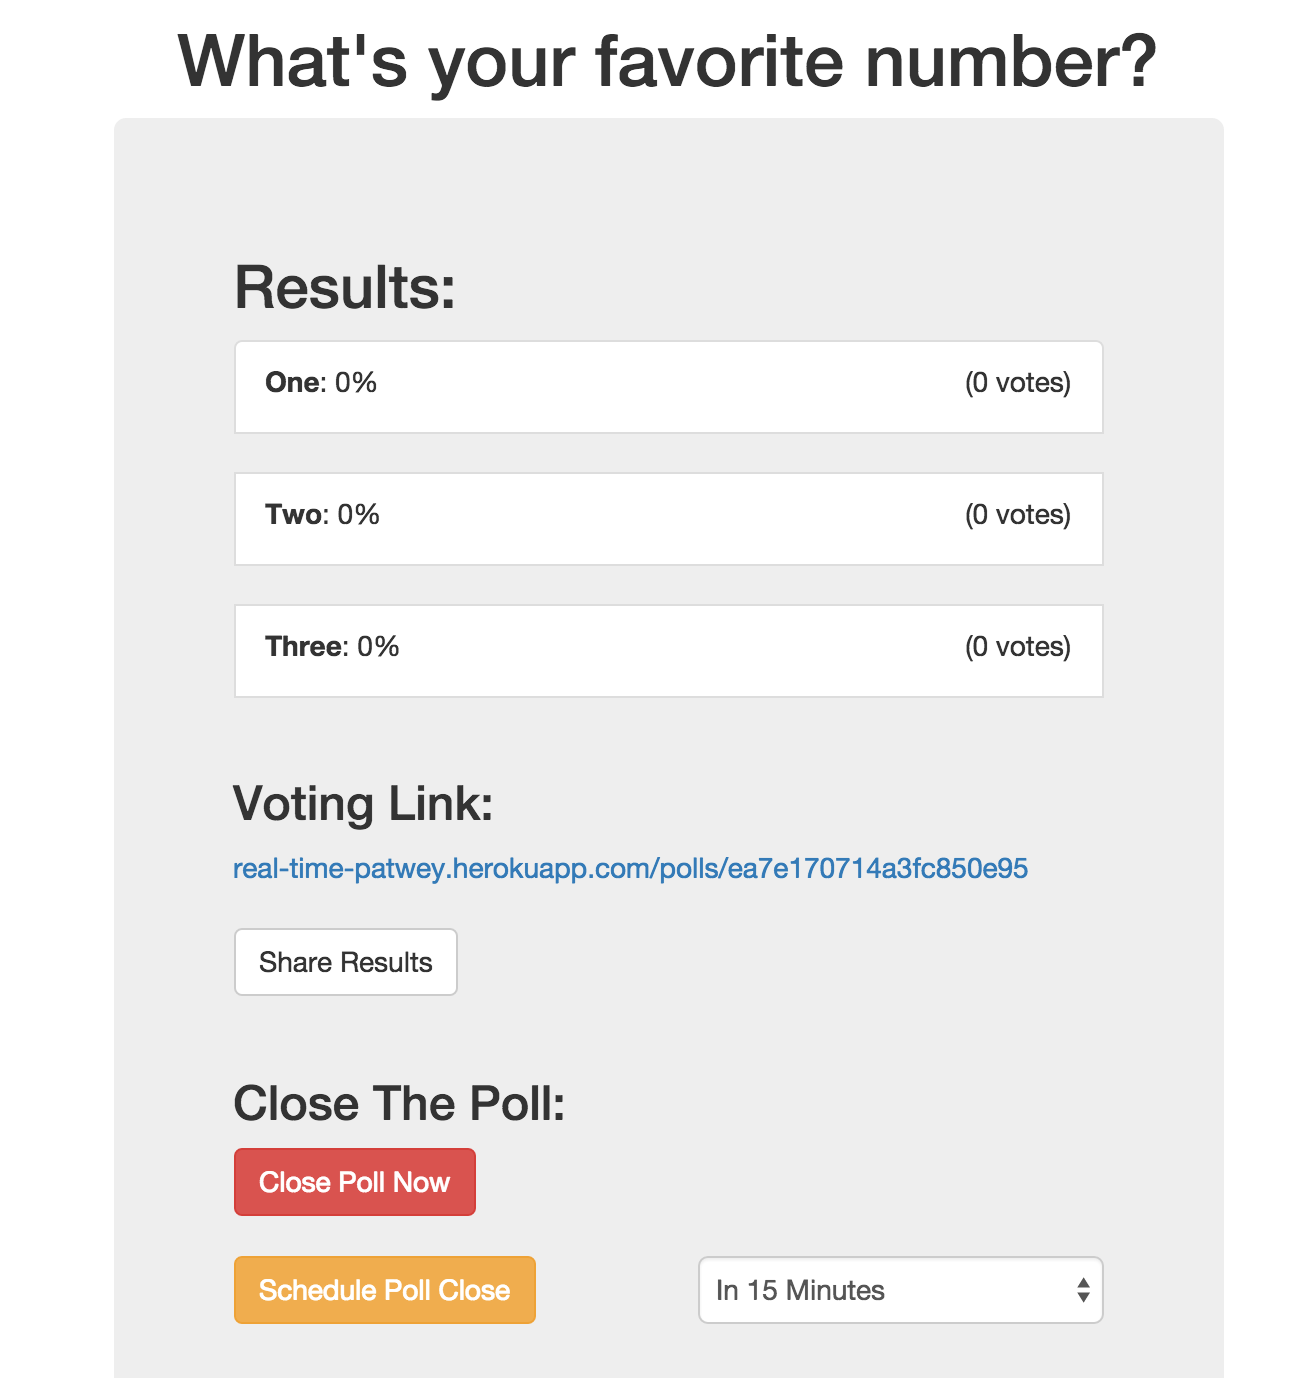 What's your favorite number?
Results:
One: 0% (0 votes)
Two: 0% (0 votes)
Three: 0% (0 votes)
Voting Link:
real-time-patwey.herokuapp.com/polls/ea7e170714a3fc850e95
Share Results
Close The Poll:
Close Poll Now
Schedule Poll Close In 15 Minutes